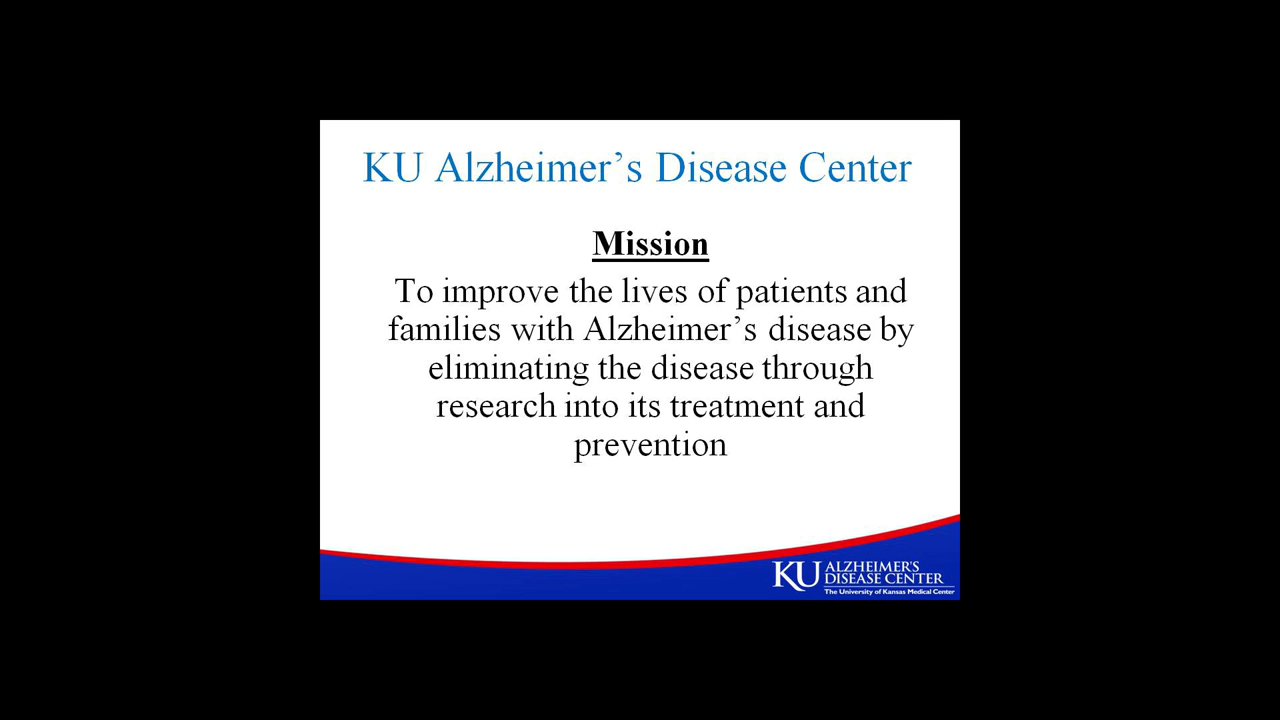 KU Alzheimer’s Disease Center
Mission
To improve the lives of patients and
families with Alzheimer’s disease by
eliminating the disease through
research into its treatment and
prevention
KU ALZHEIMER'S
DISEASE CENTER
The University of Kansas Medical Center